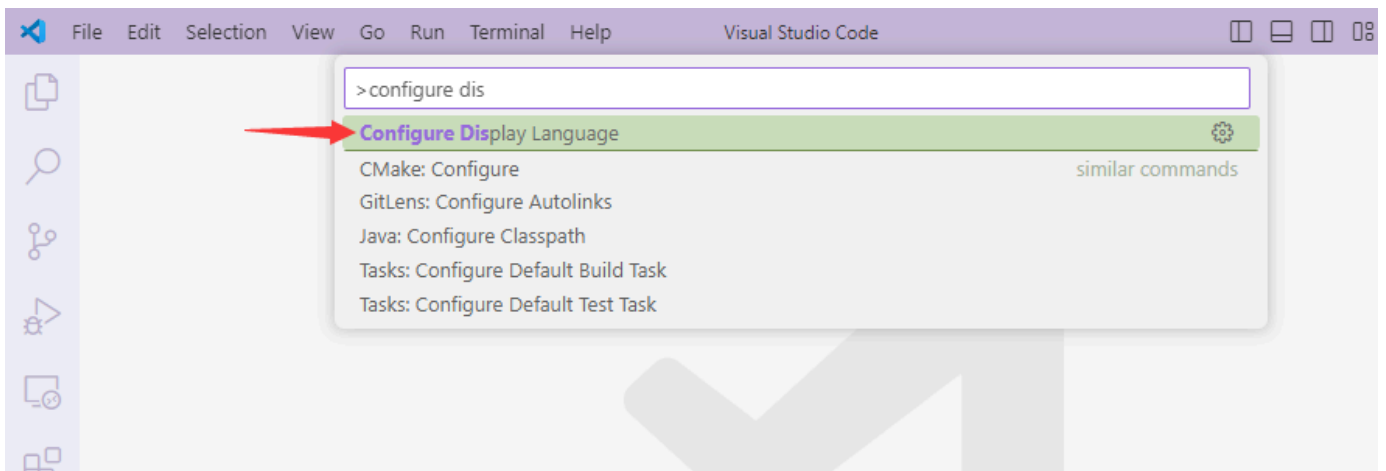 File Edit Selection View Go Run Terminal Help Visual Studio Code
>configure dis
Configure Display Language
CMake: Configure similar commands
GitLens: Configure Autolinks
Java: Configure Classpath
Tasks: Configure Default Build Task
Tasks: Configure Default Test Task